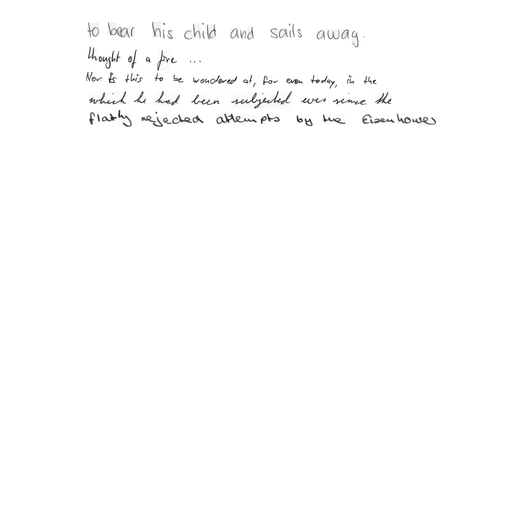 to bear his child and sails away.
thought of a fire ...
Nor is this to be wondered at, for even today, in the
which he had been subjected ever since the
flatly rejected attempts by the Eisenhower